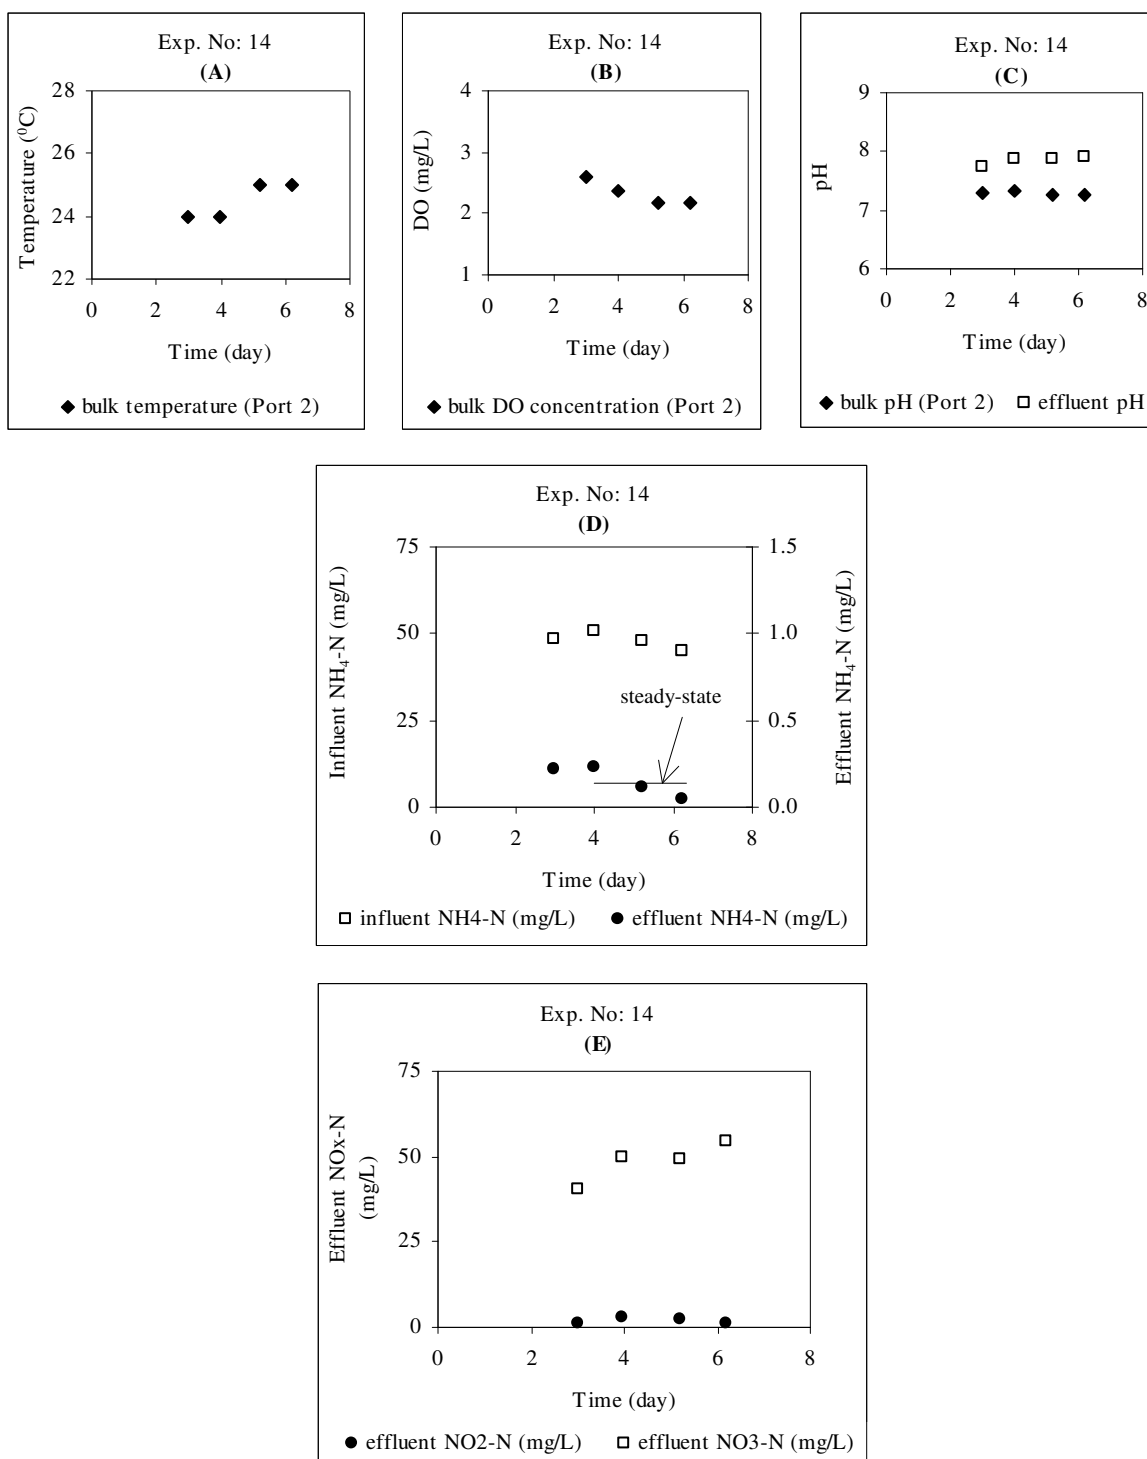 Exp. No: 14
(A)
Temperature (⁰C)
28
26
24
22
0 2 4 6 8
Time (day)
◆ bulk temperature (Port 2)
Exp. No: 14
(B)
DO (mg/L)
4
3
2
1
0 2 4 6 8
Time (day)
◆ bulk DO concentration (Port 2)
Exp. No: 14
(C)
pH
9
8
7
6
0 2 4 6 8
Time (day)
◆ bulk pH (Port 2) □ effluent pH
Exp. No: 14
(D)
Influent NH₄-N (mg/L)
75
50
25
0
steady-state
1.5
1.0
0.5
0.0
Effluent NH₄-N (mg/L)
0 2 4 6 8
Time (day)
□ influent NH4-N (mg/L) ● effluent NH4-N (mg/L)
Exp. No: 14
(E)
Effluent NOx-N
(mg/L)
75
50
25
0
0 2 4 6 8
Time (day)
● effluent NO2-N (mg/L) □ effluent NO3-N (mg/L)